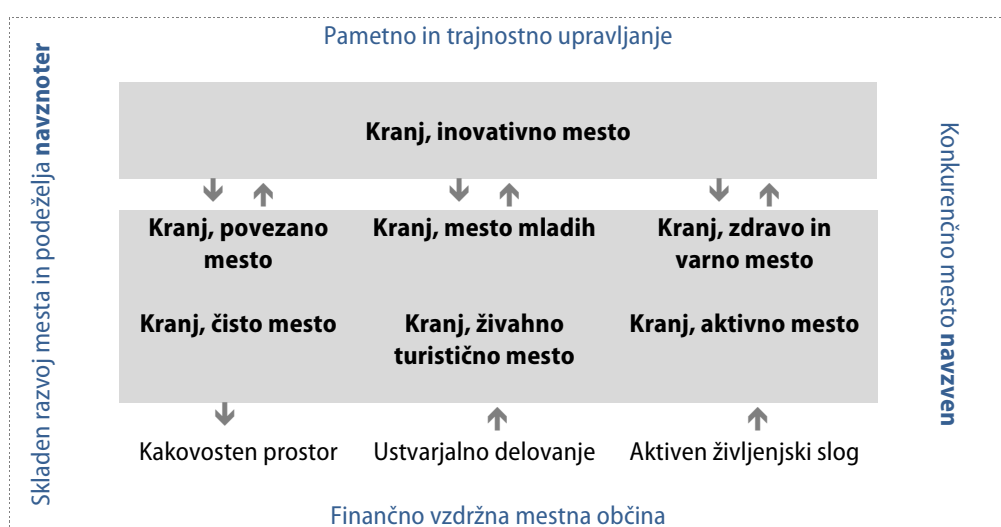 Pametno in trajnostno upravljanje
Skladen razvoj mesta in podeželja navznoter
Kranj, inovativno mesto
Kranj, povezano
mesto
Kranj, mesto mladih
Kranj, zdravo in
varno mesto
Kranj, čisto mesto
Kranj, živahno
turistično mesto
Kranj, aktivno mesto
Kakovosten prostor
Ustvarjalno delovanje
Aktiven življenjski slog
Konkurenčno mesto navzven
Finančno vzdržna mestna občina